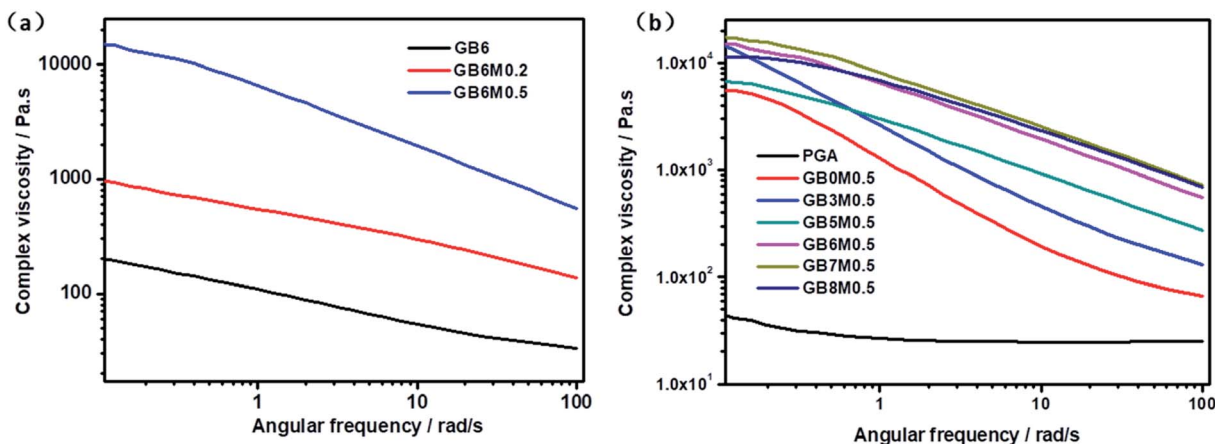 (a)
Complex viscosity / Pa.s
10000
1000
100
GB6
GB6M0.2
GB6M0.5
1
10
100
Angular frequency / rad/s
(b)
Complex viscosity / Pa.s
1.0x10⁴
1.0x10³
1.0x10²
1.0x10¹
PGA
GB0M0.5
GB3M0.5
GB5M0.5
GB6M0.5
GB7M0.5
GB8M0.5
1
10
100
Angular frequency / rad/s